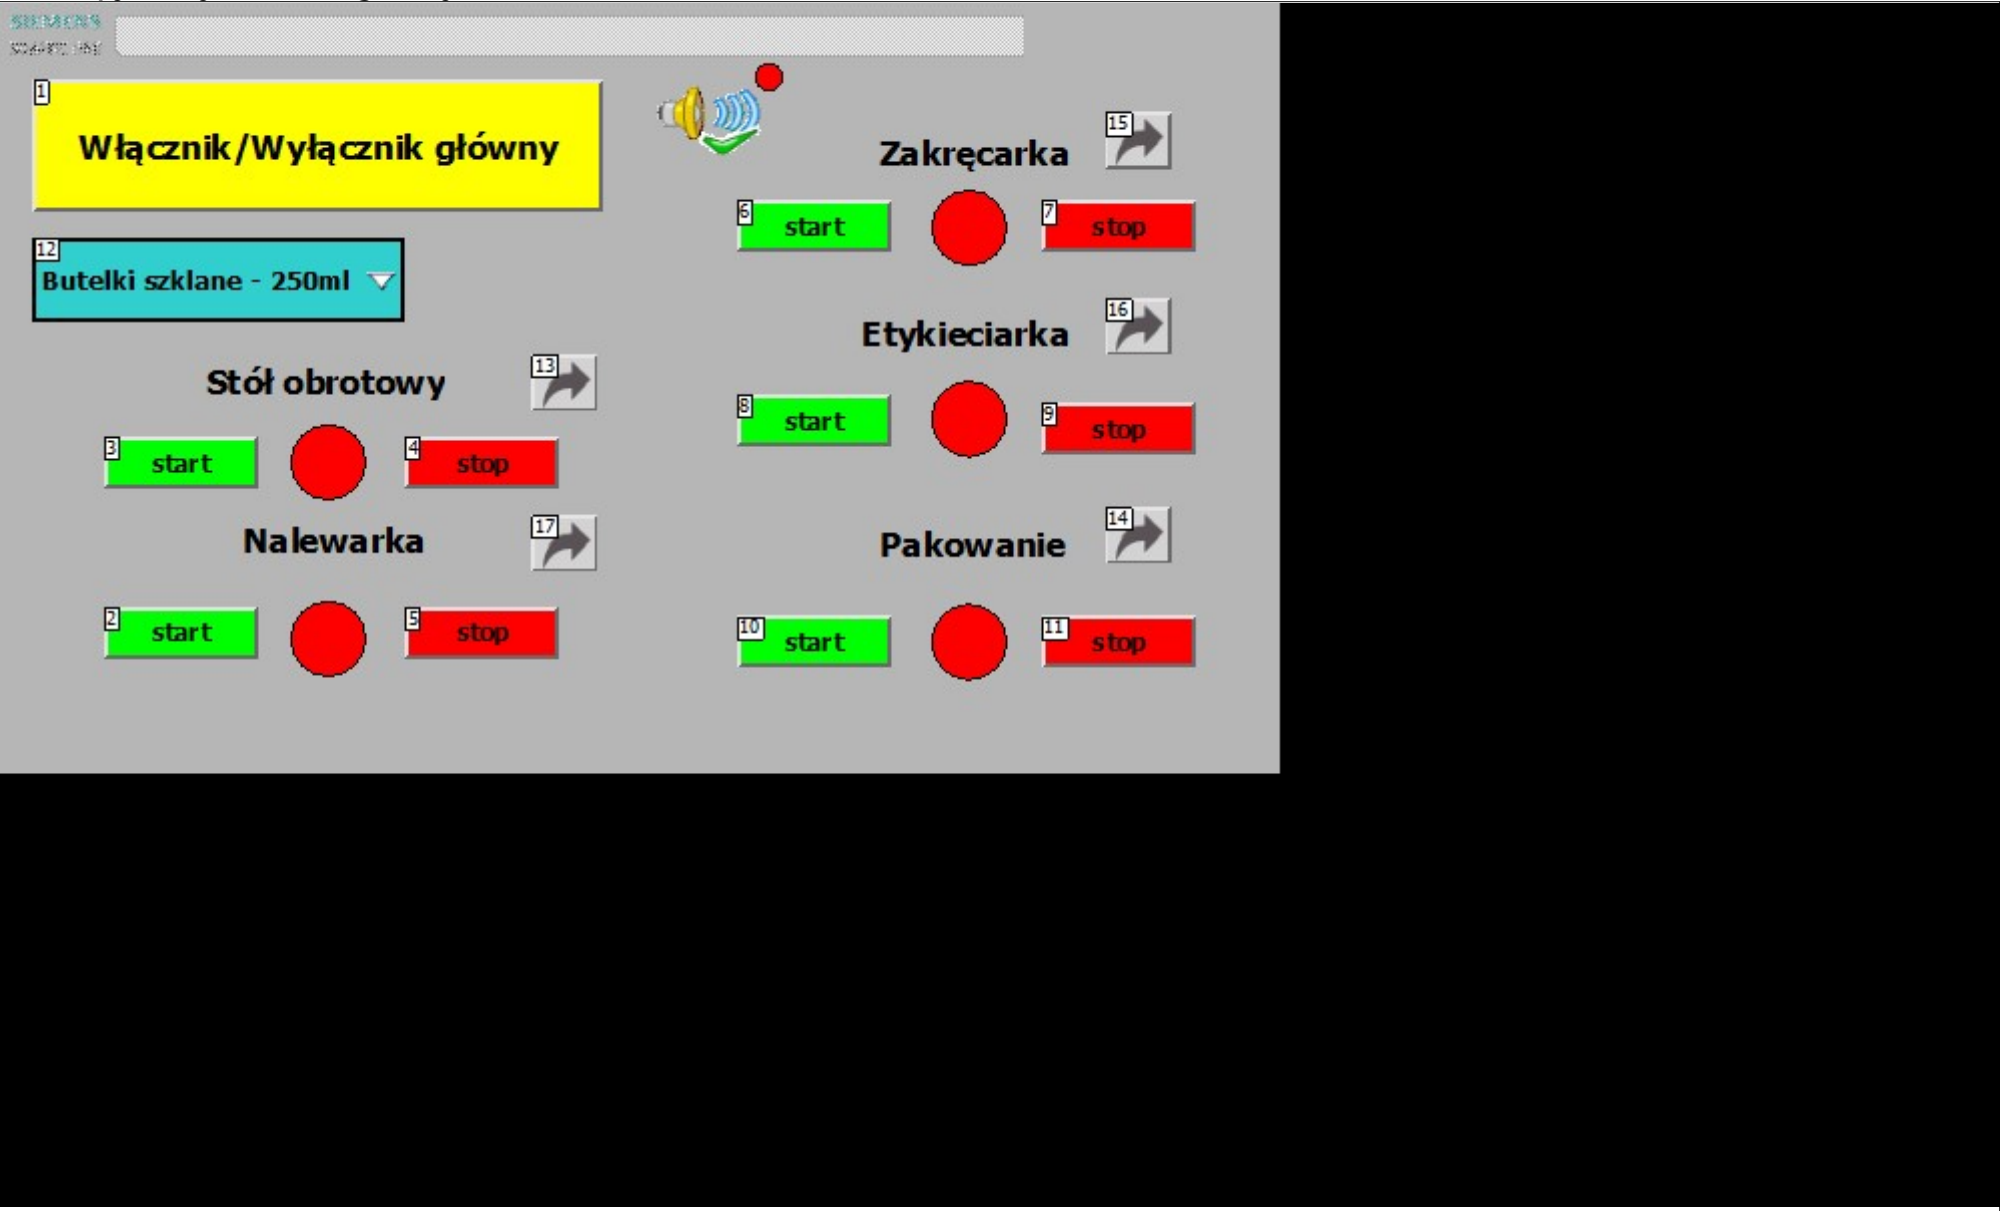 SIEMENS
1
Włącznik/Wyłącznik główny
12
Butelki szklane - 250ml
Stół obrotowy
13
3
start
4
stop
Nalewarka
17
2
start
5
stop
Zakręcarka
15
6
start
7
stop
Etykieciarka
16
8
start
9
stop
Pakowanie
14
10
start
11
stop